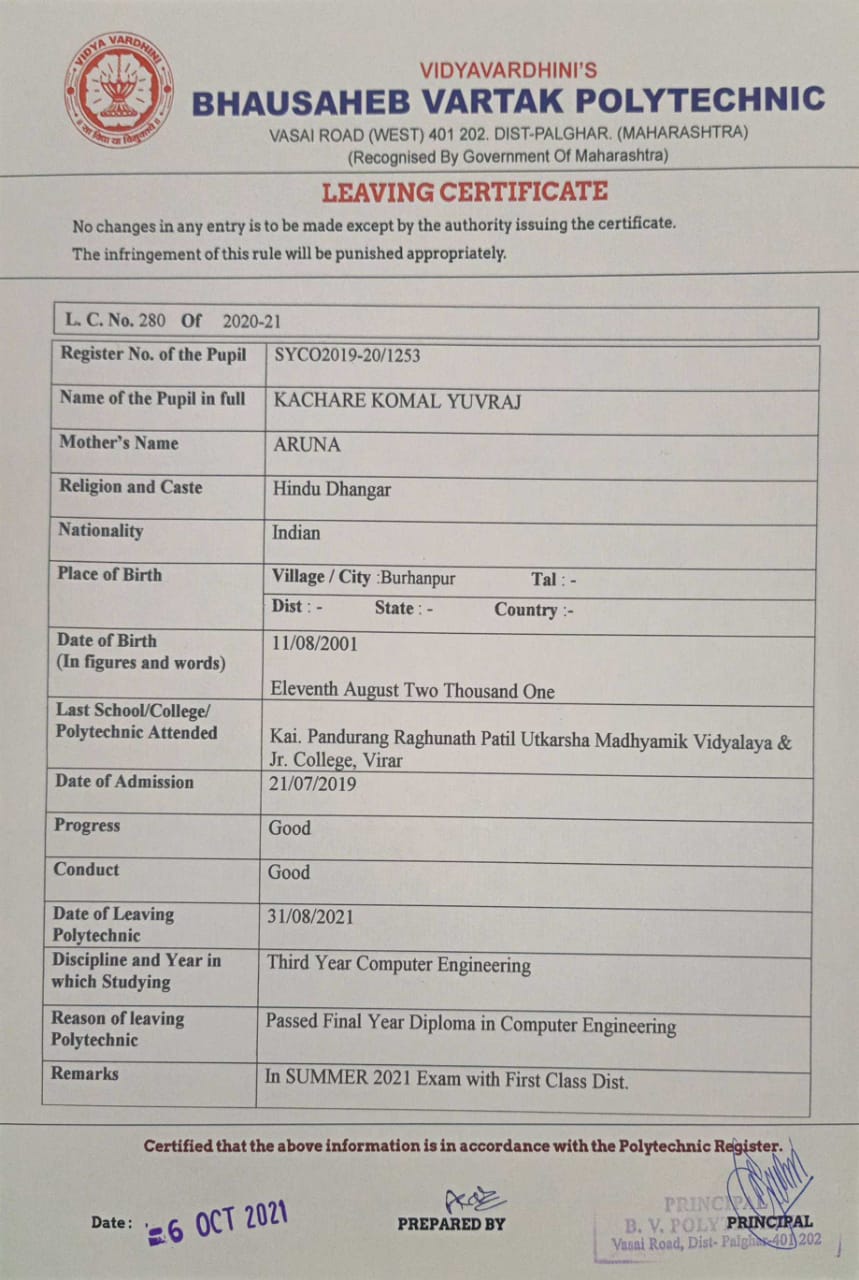 VIDYA VARDHINI
॥ सा विद्या या विमुक्तये ॥
VIDYAVARDHINI'S
BHAUSAHEB VARTAK POLYTECHNIC
VASAI ROAD (WEST) 401 202. DIST-PALGHAR. (MAHARASHTRA)
(Recognised By Government Of Maharashtra)
LEAVING CERTIFICATE
No changes in any entry is to be made except by the authority issuing the certificate.
The infringement of this rule will be punished appropriately.
L. C. No. 280 Of 2020-21
Register No. of the Pupil SYCO2019-20/1253
Name of the Pupil in full KACHARE KOMAL YUVRAJ
Mother's Name ARUNA
Religion and Caste Hindu Dhangar
Nationality Indian
Place of Birth Village / City :Burhanpur Tal : -
Dist : - State : - Country :-
Date of Birth 11/08/2001
(In figures and words)
Eleventh August Two Thousand One
Last School/College/
Polytechnic Attended Kai. Pandurang Raghunath Patil Utkarsha Madhyamik Vidyalaya &
Jr. College, Virar
Date of Admission 21/07/2019
Progress Good
Conduct Good
Date of Leaving 31/08/2021
Polytechnic
Discipline and Year in Third Year Computer Engineering
which Studying
Reason of leaving Passed Final Year Diploma in Computer Engineering
Polytechnic
Remarks In SUMMER 2021 Exam with First Class Dist.
Certified that the above information is in accordance with the Polytechnic Register.
Date: -6 OCT 2021 PREPARED BY PRINCIPAL
PRINCIPAL
B. V. POLY
Vasai Road, Dist- Palghar-401 202